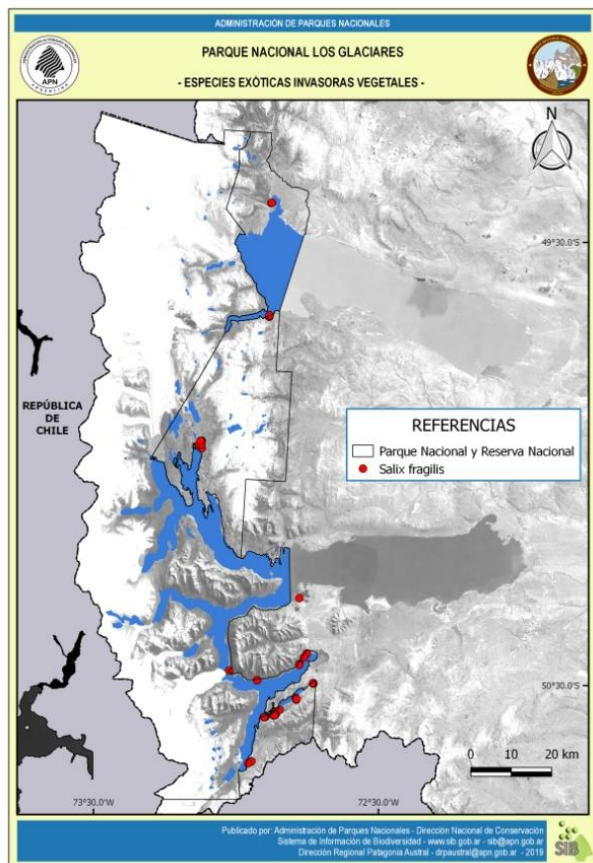 ADMINISTRACIÓN DE PARQUES NACIONALES
PARQUE NACIONAL LOS GLACIARES
- ESPECIES EXÓTICAS INVASORAS VEGETALES -
APN
N
49°30.0'S
REPÚBLICA
DE
CHILE
REFERENCIAS
Parque Nacional y Reserva Nacional
Salix fragilis
50°30.0'S
0 10 20 km
73°30.0'W
72°30.0'W
Publicado por: Administración de Parques Nacionales - Dirección Nacional de Conservación
Sistema de Información de Biodiversidad - www.sib.gob.ar - sib@apn.gob.ar
Dirección Regional Patagonia Austral - drpaustral@apn.gob.ar - 2019
SIB